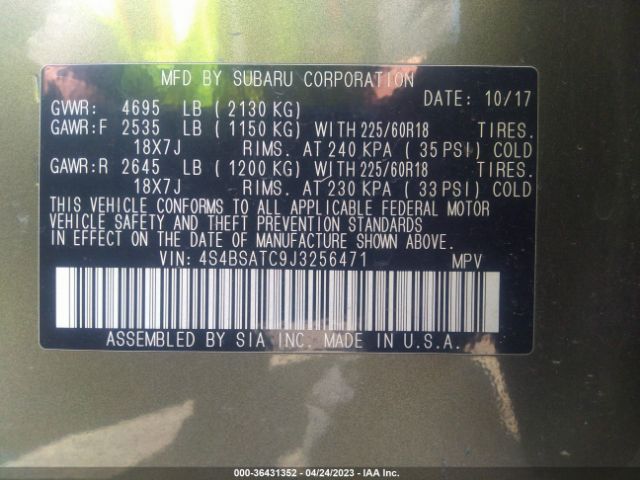 MFD BY SUBARU CORPORATION
DATE: 10/17
GVWR: 4695 LB ( 2130 KG)
GAWR:F 2535 LB ( 1150 KG) WITH 225/60R18 TIRES.
18X7J RIMS. AT 240 KPA ( 35 PSI ) COLD
GAWR:R 2645 LB ( 1200 KG) WITH 225/60R18 TIRES.
18X7J RIMS. AT 230 KPA ( 33 PSI ) COLD
THIS VEHICLE CONFORMS TO ALL APPLICABLE FEDERAL MOTOR
VEHICLE SAFETY AND THEFT PREVENTION STANDARDS
IN EFFECT ON THE DATE OF MANUFACTURE SHOWN ABOVE.
VIN: 4S4BSATC9J3256471 MPV
ASSEMBLED BY SIA INC. MADE IN U.S.A.
000-36431352 - 04/24/2023 - IAA Inc.